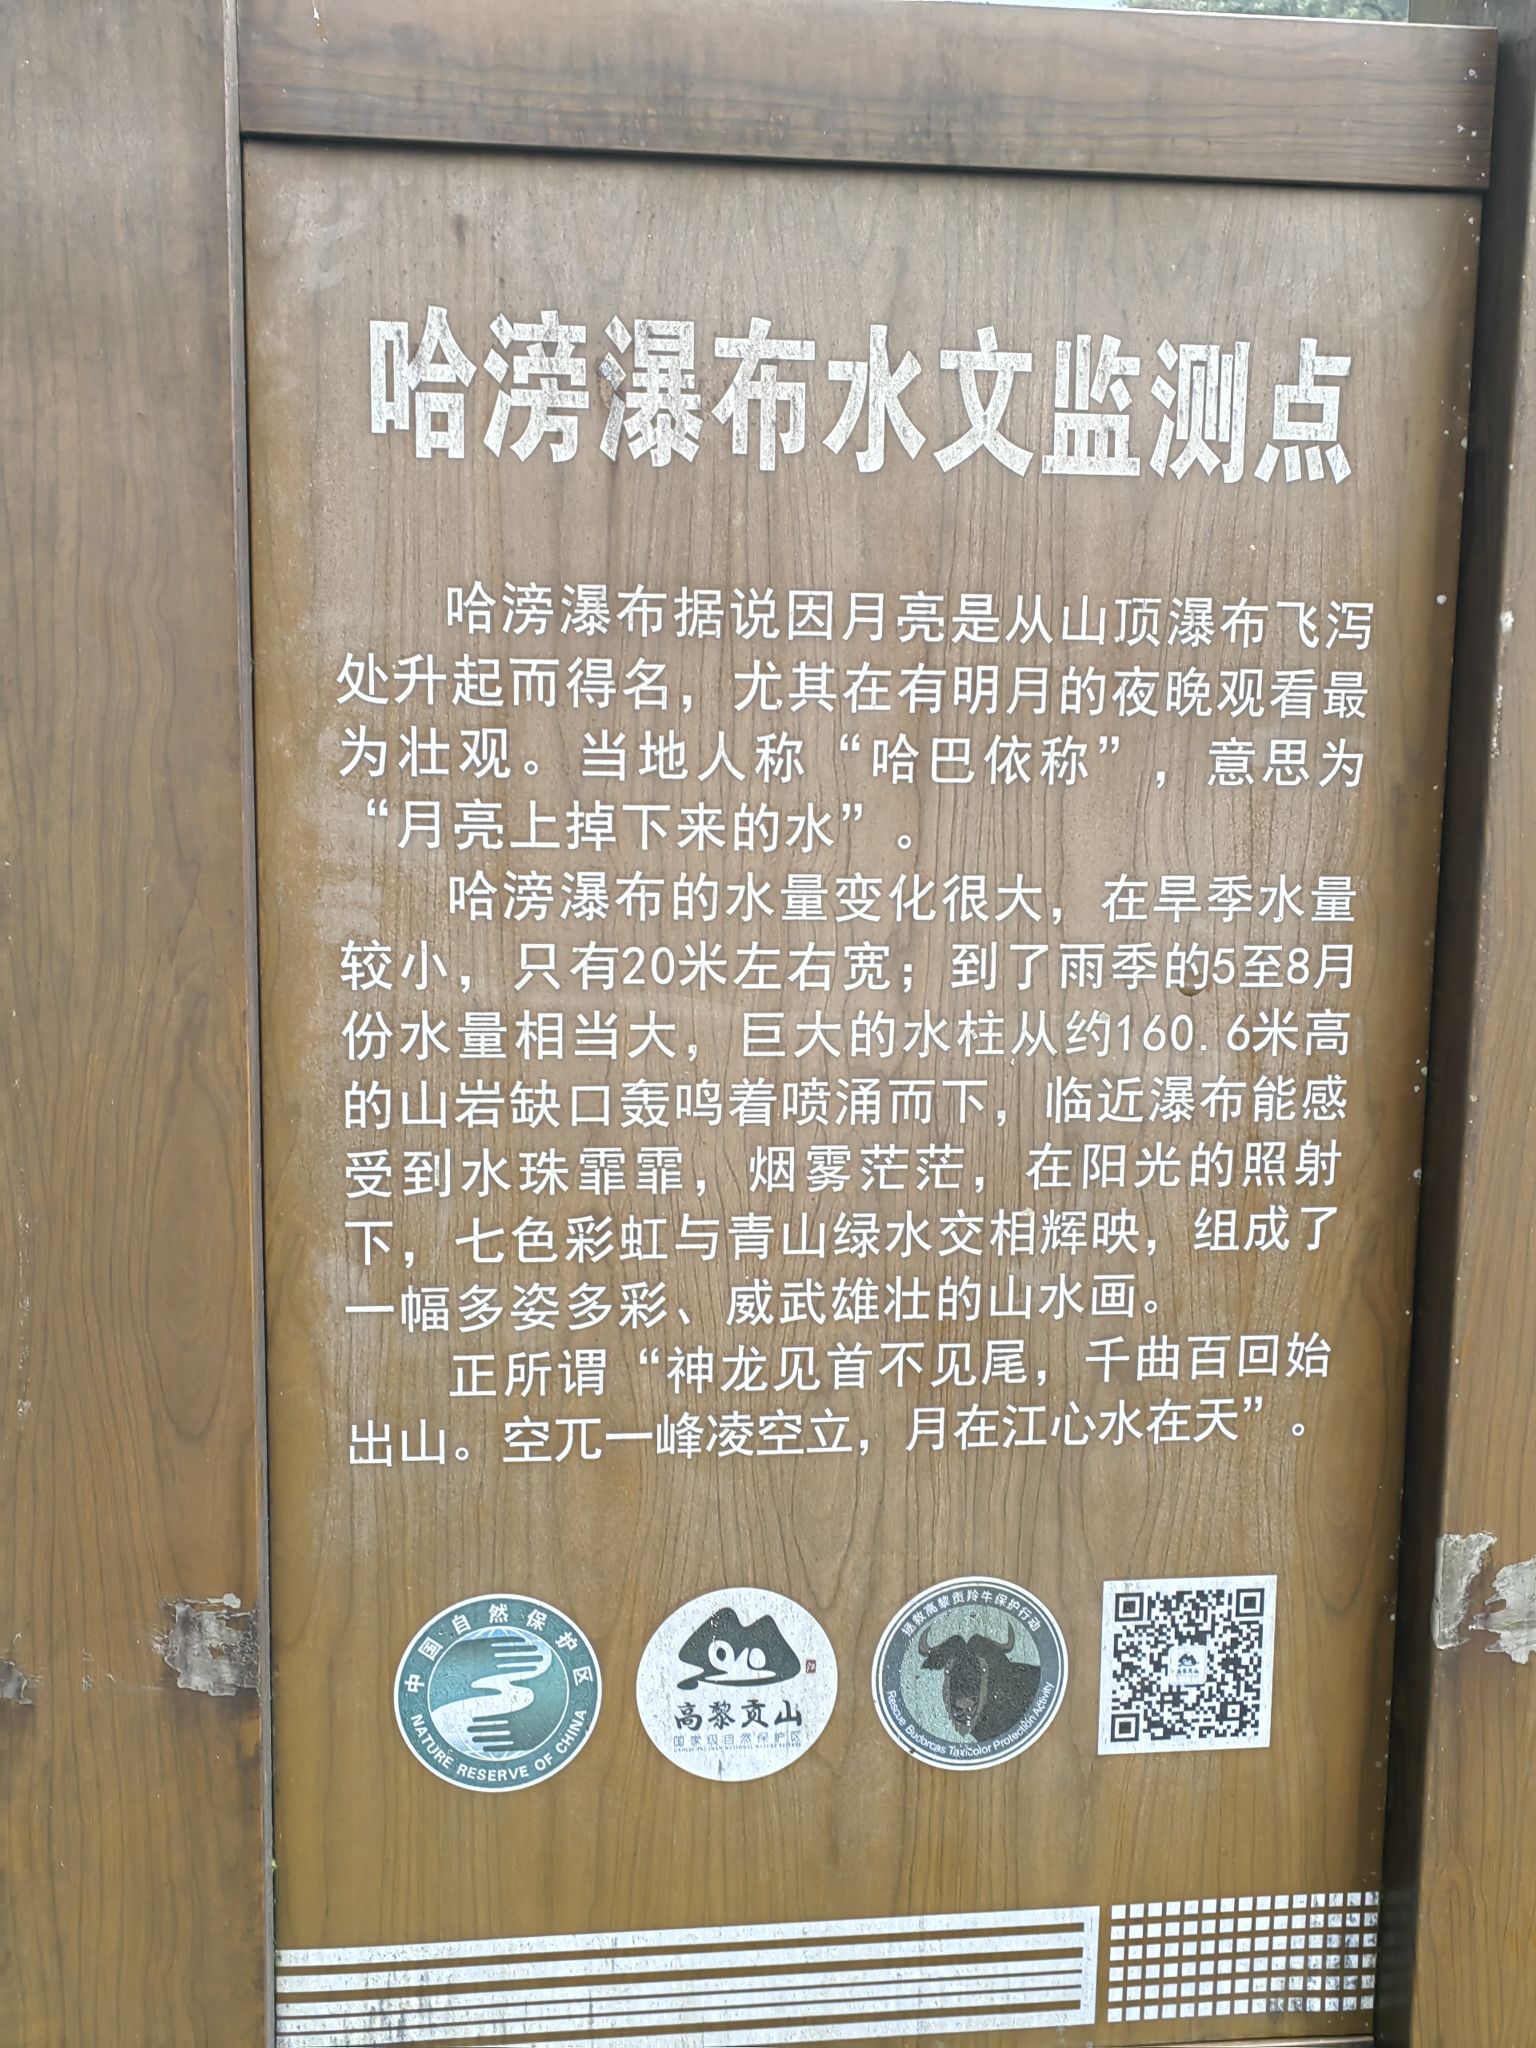 哈滂瀑布水文监测点
哈滂瀑布据说因月亮是从山顶瀑布飞泻
处升起而得名，尤其在有明月的夜晚观看最
为壮观。当地人称“哈巴依称”，意思为
“月亮上掉下来的水”。
哈滂瀑布的水量变化很大，在旱季水量
较小，只有20米左右宽；到了雨季的5至8月
份水量相当大，巨大的水柱从约160.6米高
的山岩缺口轰鸣着喷涌而下，临近瀑布能感
受到水珠霏霏，烟雾茫茫，在阳光的照射
下，七色彩虹与青山绿水交相辉映，组成了
一幅多姿多彩、威武雄壮的山水画。
正所谓“神龙见首不见尾，千曲百回始
出山。空兀一峰凌空立，月在江心水在天”。
中国自然保护区
NATURE RESERVE OF CHINA
高黎贡山
国家级自然保护区
GAOLIGONGSHAN NATIONAL NATURE RESERVE
拯救高黎贡羚牛保护行动
Rescue Budorcas Taxicolor Protection Activity